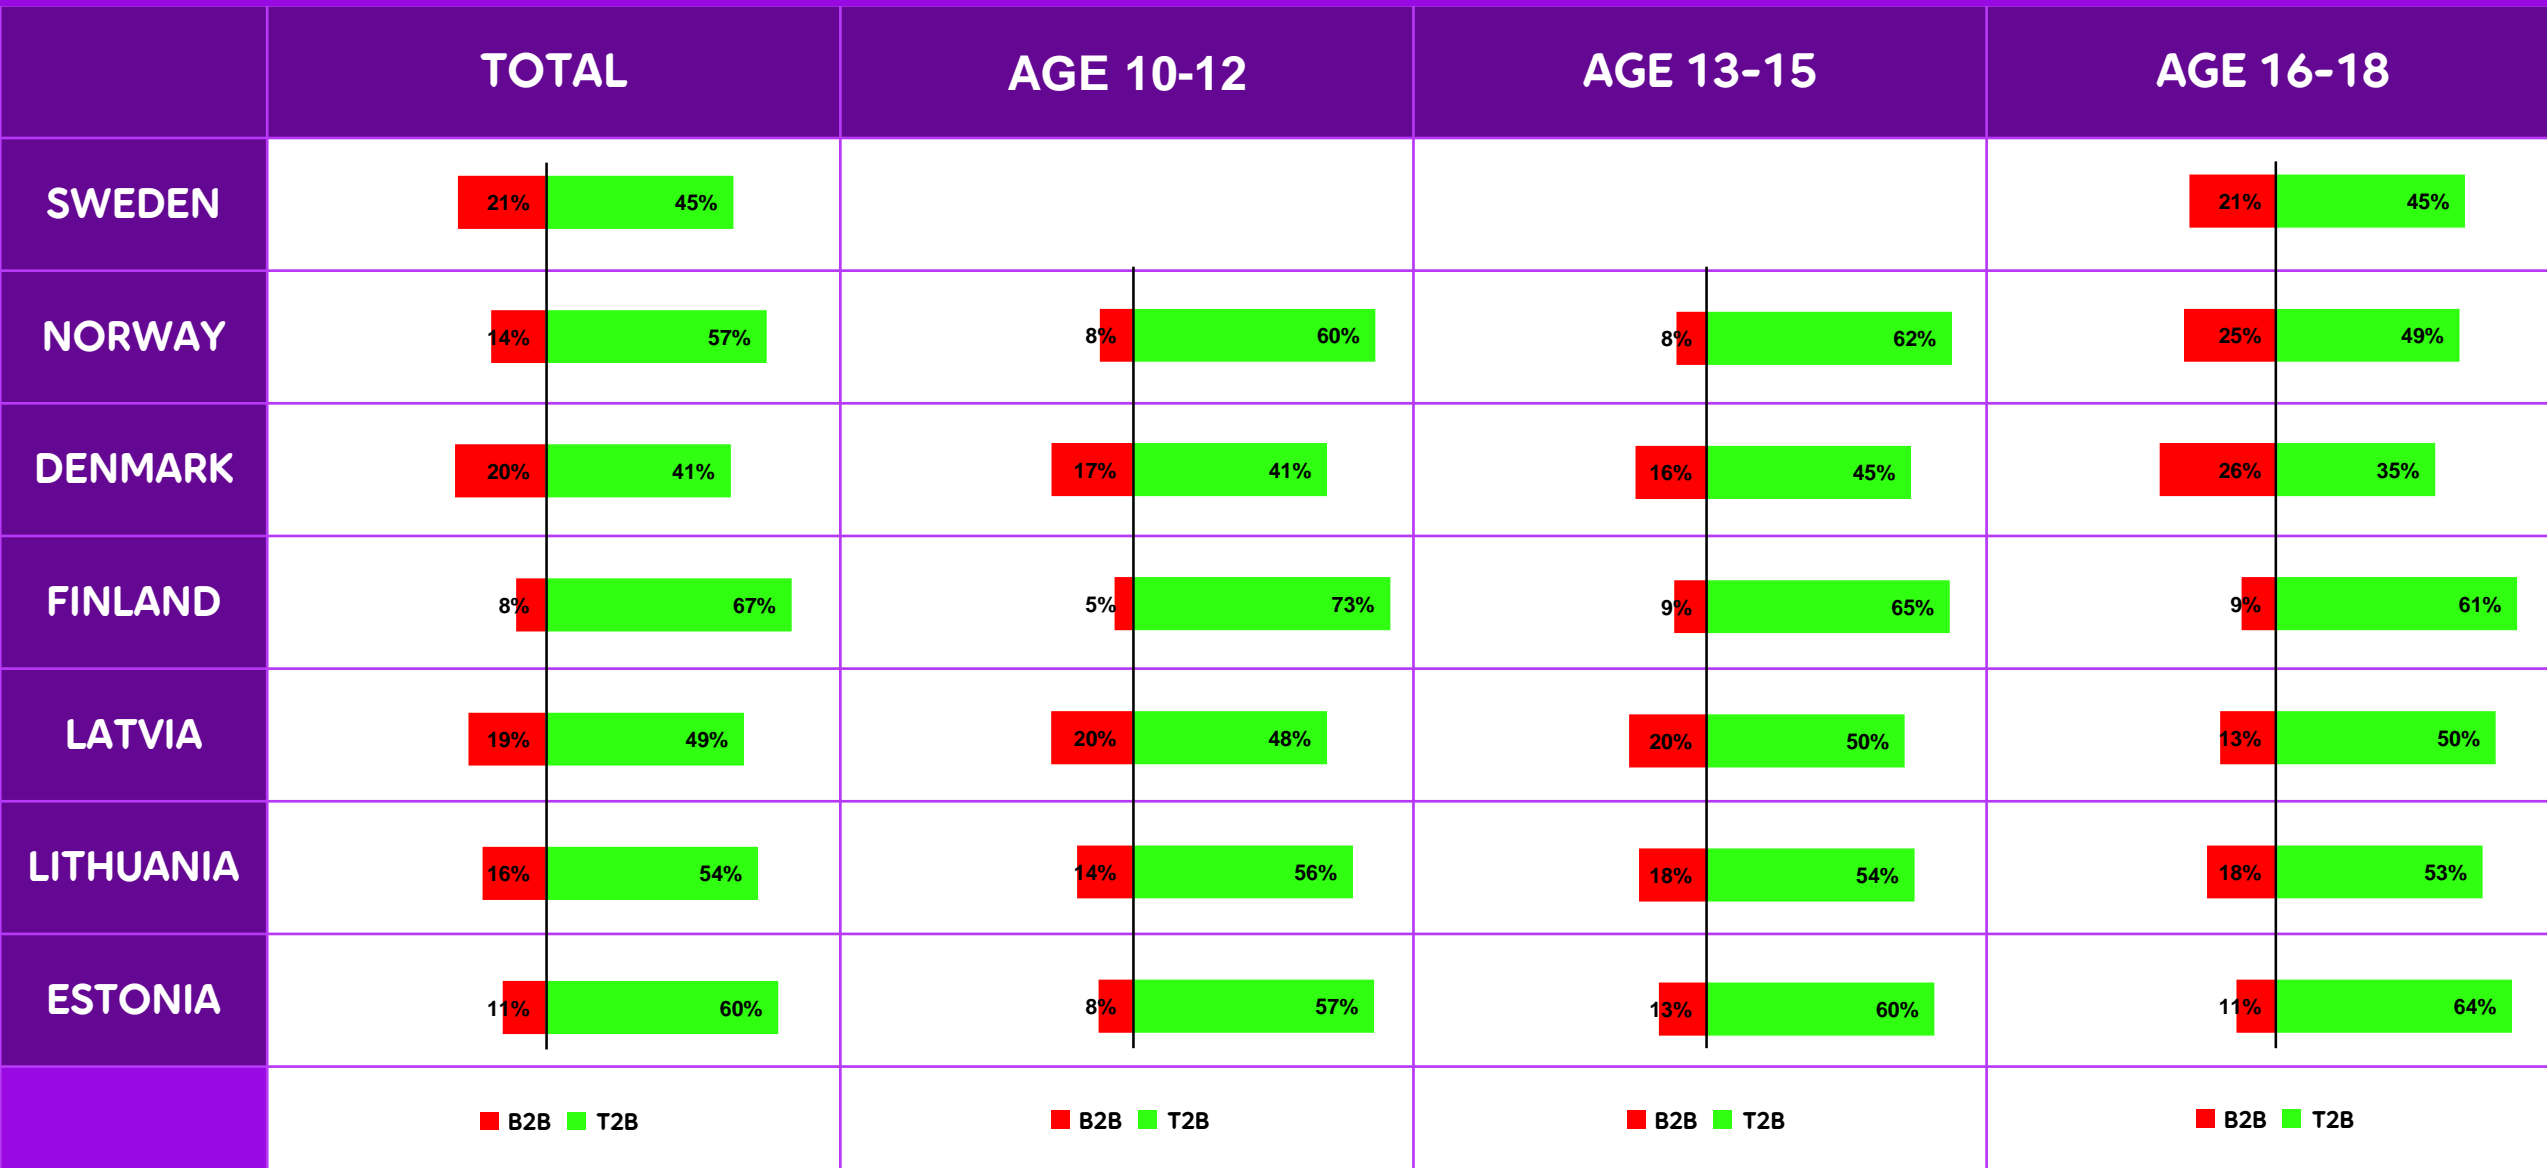 TOTAL AGE 10-12 AGE 13-15 AGE 16-18
SWEDEN 21% 45% 21% 45%
NORWAY 14% 57% 8% 60% 8% 62% 25% 49%
DENMARK 20% 41% 17% 41% 16% 45% 26% 35%
FINLAND 8% 67% 5% 73% 9% 65% 9% 61%
LATVIA 19% 49% 20% 48% 20% 50% 13% 50%
LITHUANIA 16% 54% 14% 56% 18% 54% 18% 53%
ESTONIA 11% 60% 8% 57% 13% 60% 11% 64%
B2B T2B B2B T2B B2B T2B B2B T2B